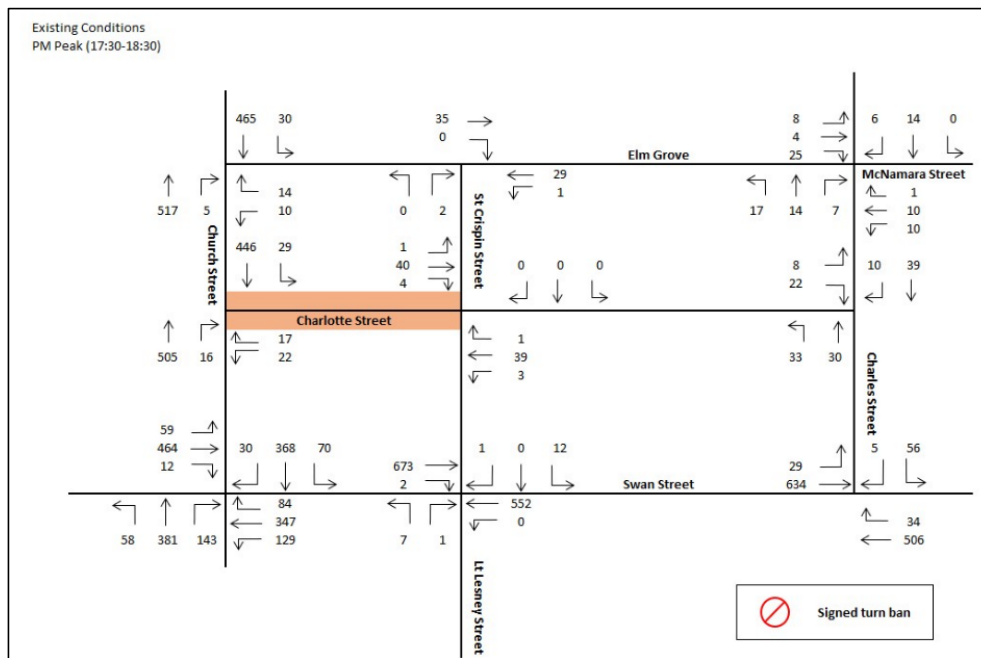 Existing Conditions
PM Peak (17:30-18:30)
465 30 35 8 6 14 0
0 4
25
Elm Grove
McNamara Street
14 29 1
517 5 10 0 2 1 17 14 7 10
10
Church Street
St Crispin Street
446 29 1
40 0 0 0 8 10 39
4 22
Charlotte Street
505 16 17 1 33 30
22 39
3
Charles Street
59
464 30 368 70 673 1 0 12 29 5 56
12 2 634
Swan Street
84 552 34
347 0 506
58 381 143 129 7 1
Lt Lesney Street
Signed turn ban